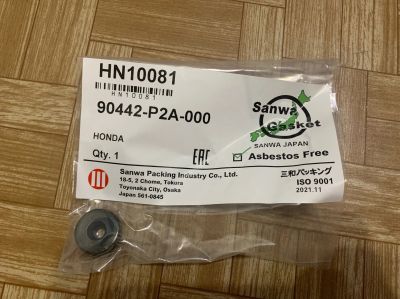 HN10081
HN10081
90442-P2A-000
HONDA
Qty. 1
EAC
Sanwa
Gasket
SANWA JAPAN
Asbestos Free
Sanwa Packing Industry Co., Ltd.
18-5, 2 Chome, Takura
Toyonaka City, Osaka
Japan 561-0845
三和パッキング
ISO 9001
2021.11